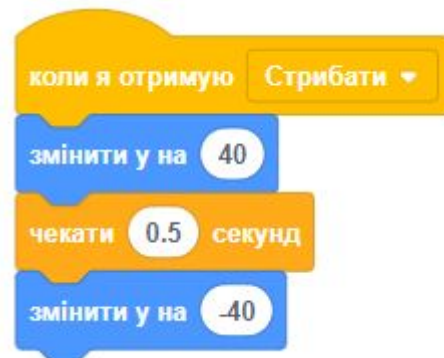 коли я отримую Стрибати
змінити y на 40
чекати 0.5 секунд
змінити y на -40